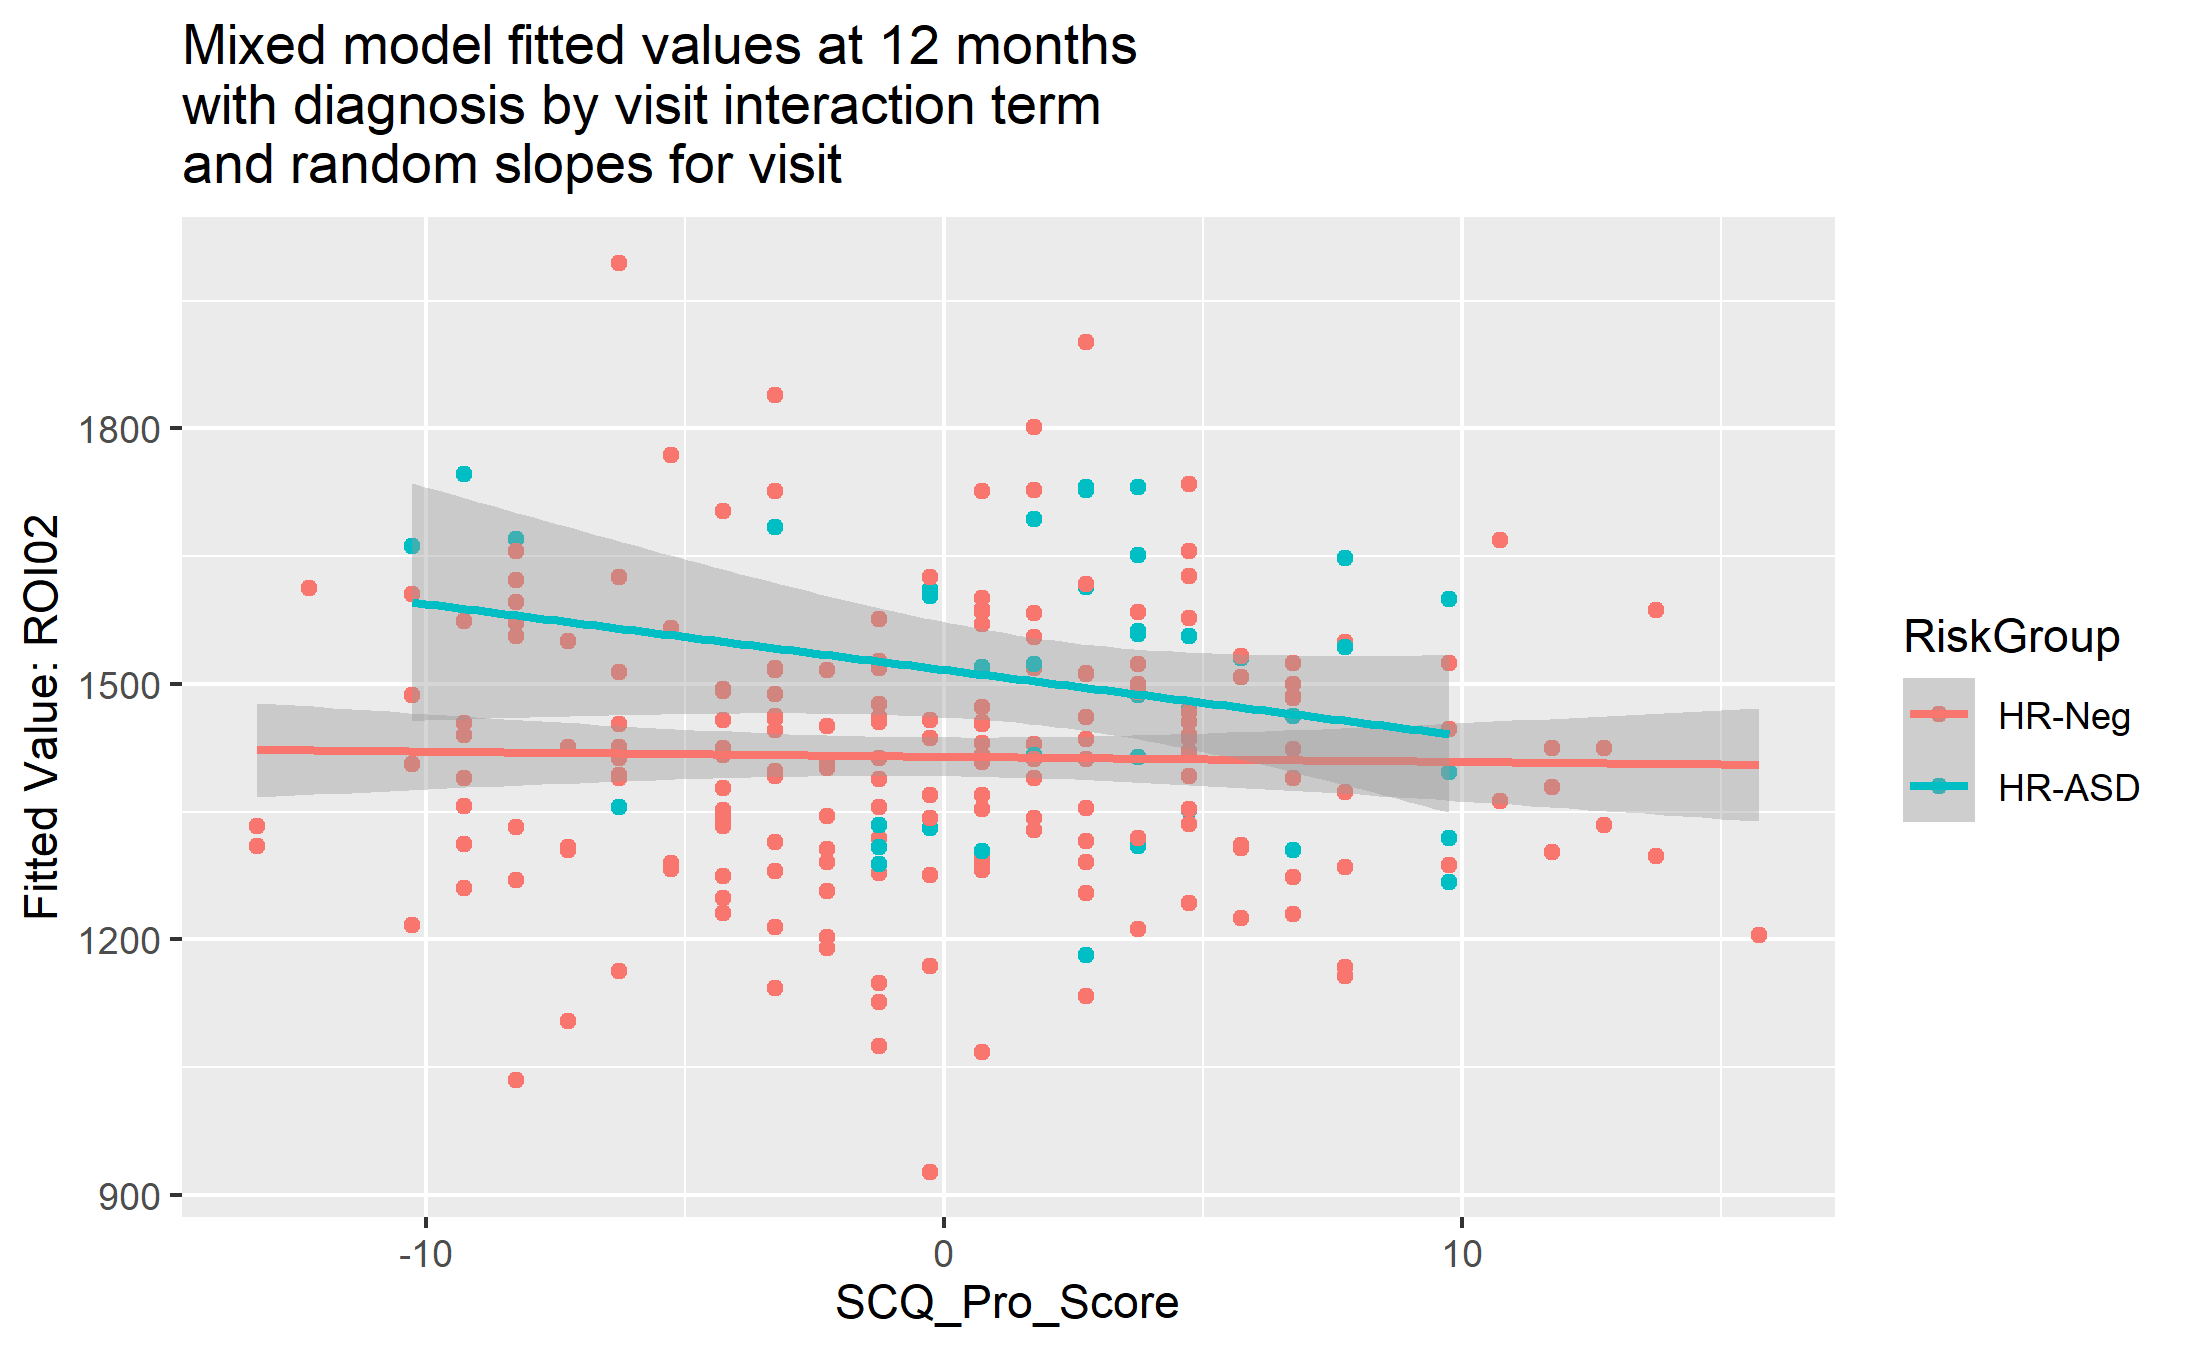 Mixed model fitted values at 12 months
with diagnosis by visit interaction term
and random slopes for visit
Fitted Value: ROI02
1800
1500
1200
900
-10
0
10
SCQ_Pro_Score
RiskGroup
HR-Neg
HR-ASD